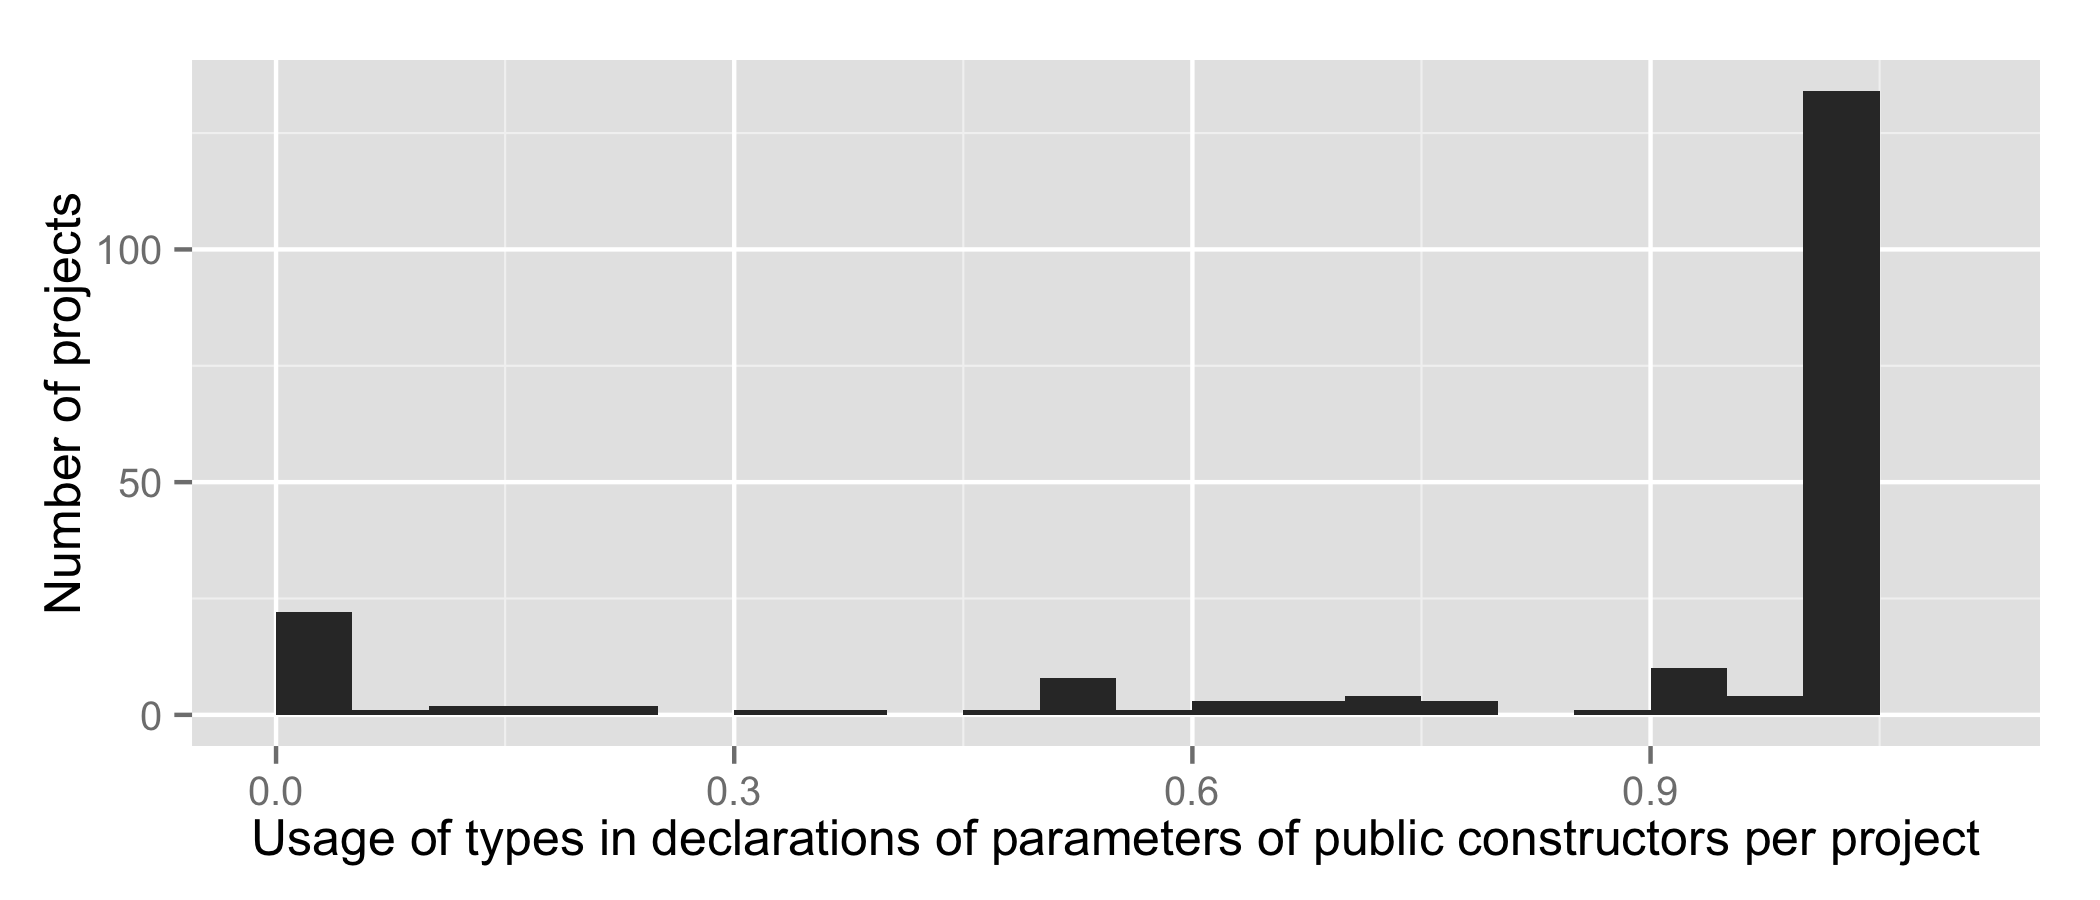 Number of projects
100
50
0
0.0 0.3 0.6 0.9
Usage of types in declarations of parameters of public constructors per project